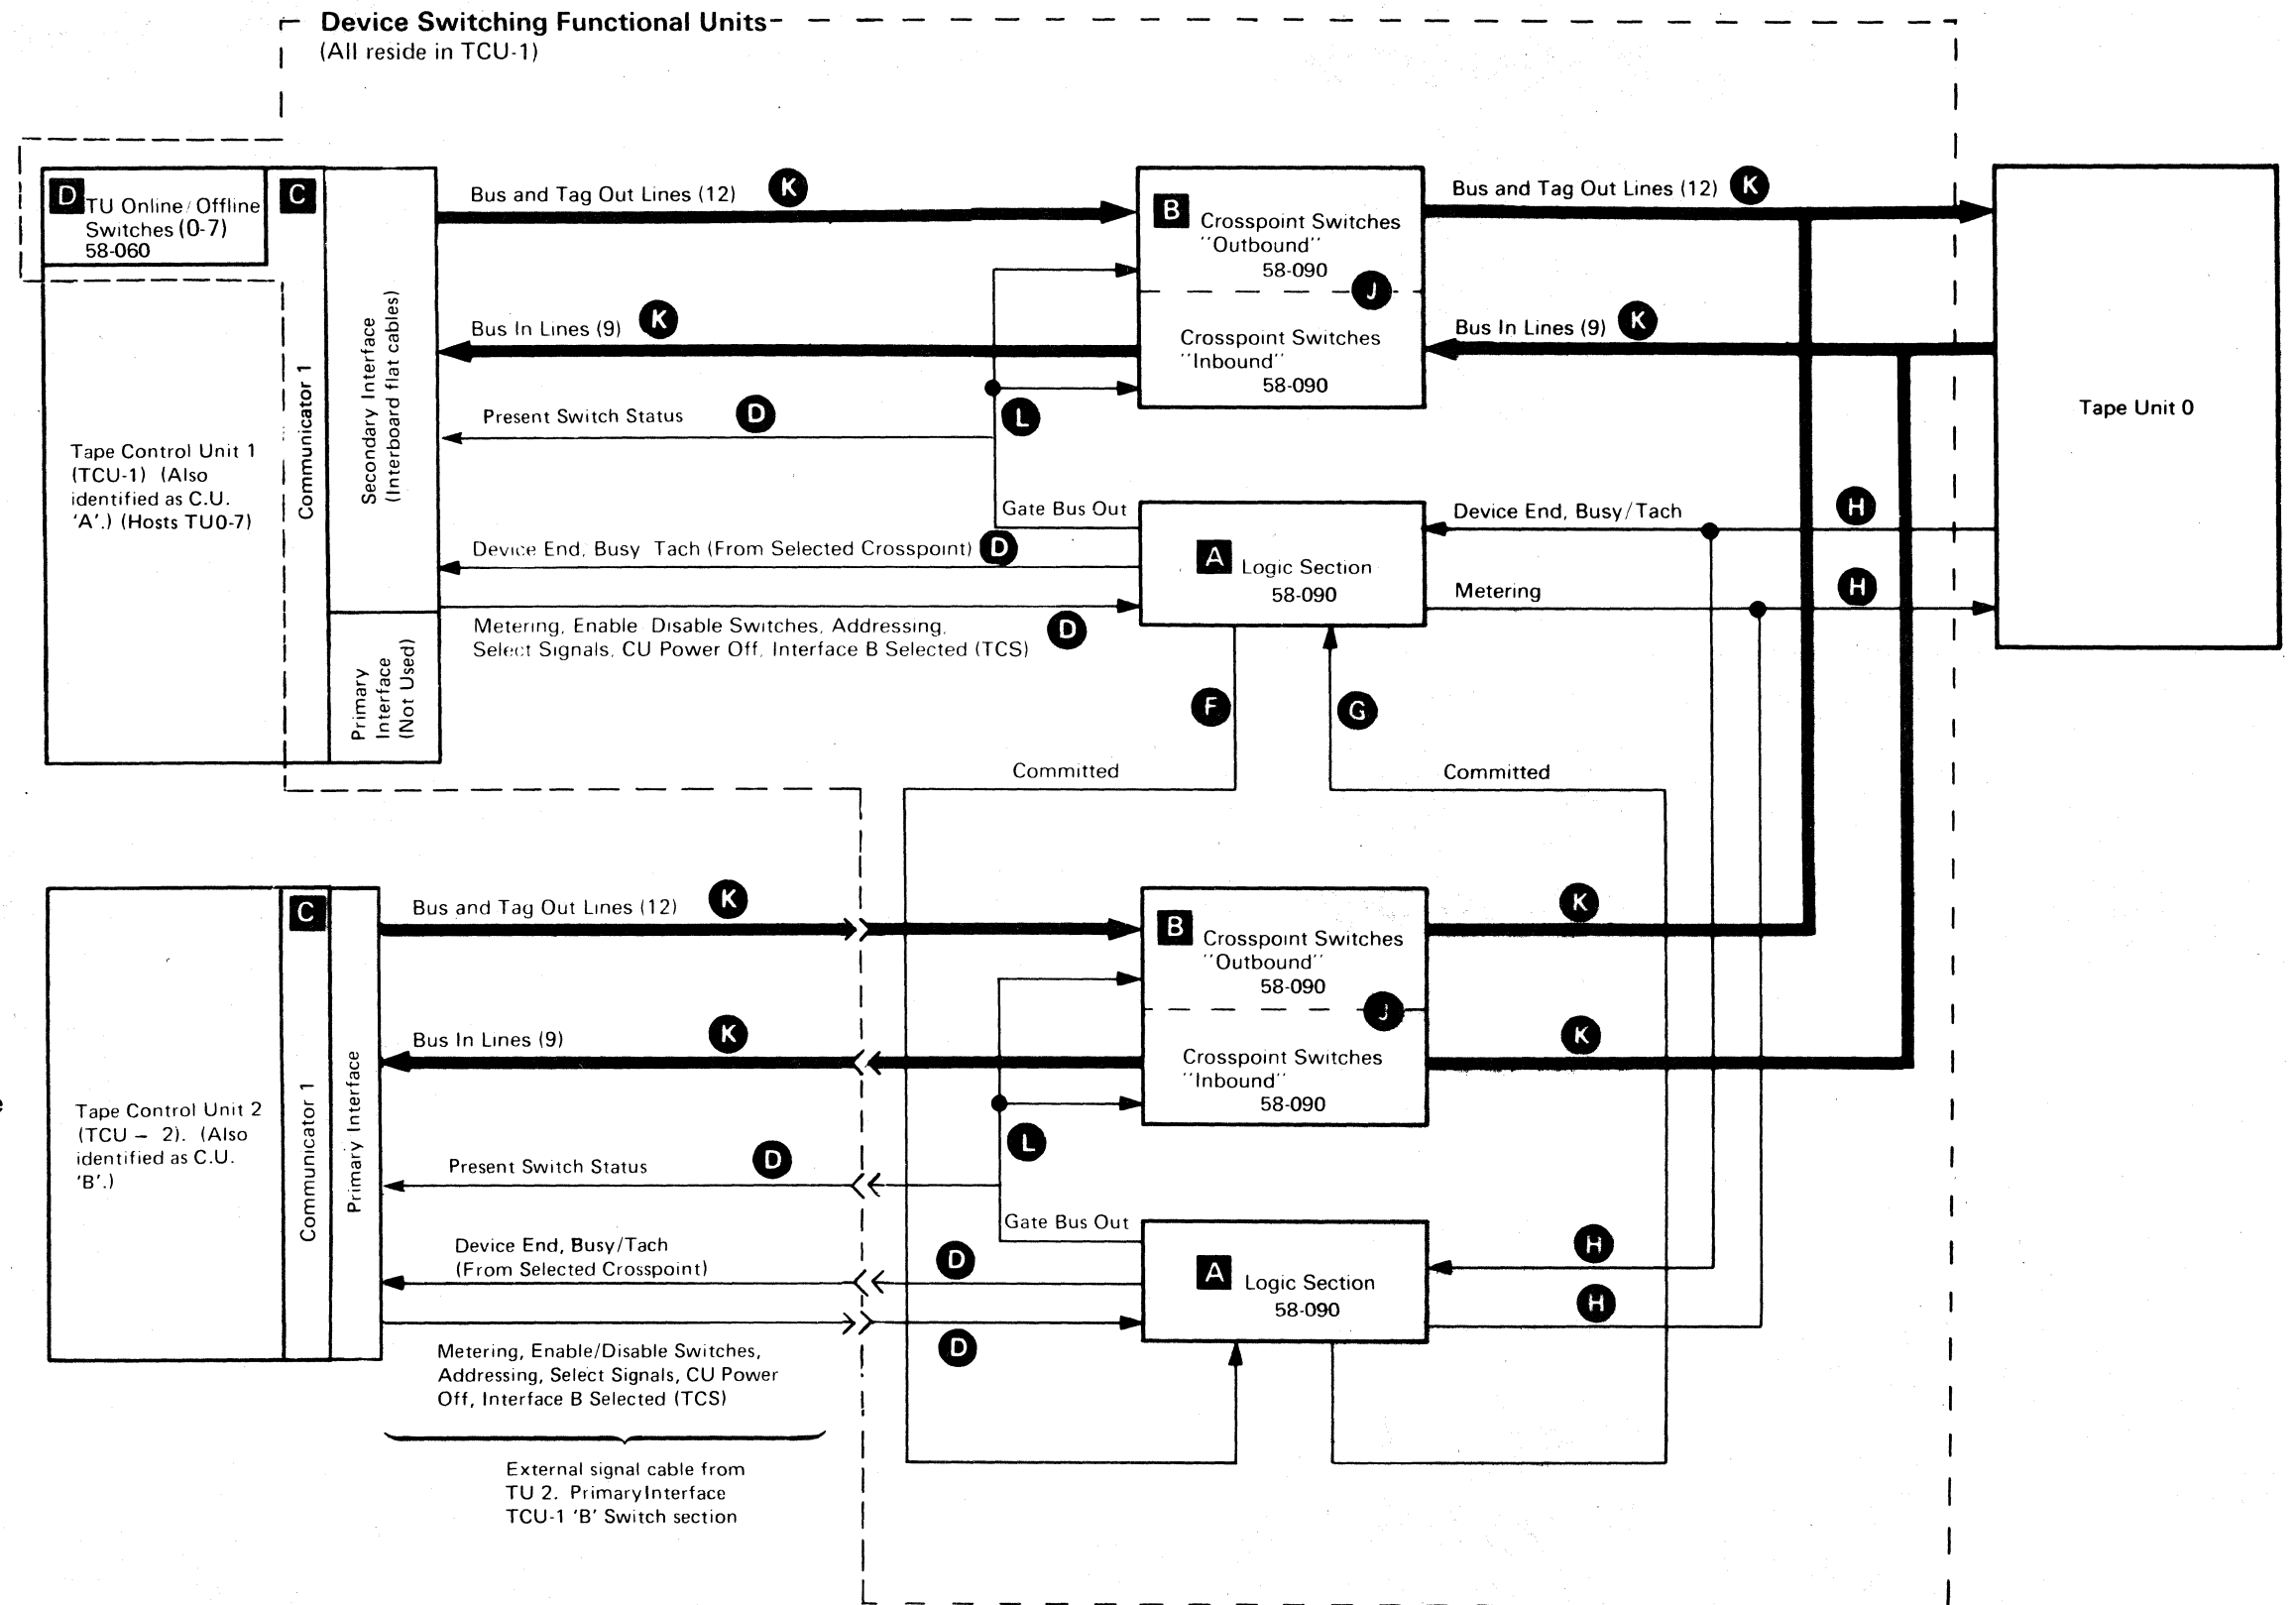 Device Switching Functional Units
(All reside in TCU-1)
D
TU Online/Offline
Switches (0-7)
58-060
C
Communicator 1
Secondary Interface
(Interboard flat cables)
Primary
Interface
(Not Used)
Tape Control Unit 1
(TCU-1) (Also
identified as C.U.
'A'.) (Hosts TU0-7)
Bus and Tag Out Lines (12)
K
B
Crosspoint Switches
"Outbound"
58-090
J
Crosspoint Switches
"Inbound"
58-090
Bus and Tag Out Lines (12)
K
Bus In Lines (9)
K
Bus In Lines (9)
K
Tape Unit 0
Present Switch Status
D
L
Gate Bus Out
Device End, Busy Tach (From Selected Crosspoint)
D
A
Logic Section
58-090
Device End, Busy/Tach
H
Metering
H
Metering, Enable Disable Switches, Addressing,
Select Signals, CU Power Off, Interface B Selected (TCS)
D
F
G
Committed
Committed
C
Communicator 1
Primary Interface
Tape Control Unit 2
(TCU - 2). (Also
identified as C.U.
'B'.)
Bus and Tag Out Lines (12)
K
B
Crosspoint Switches
"Outbound"
58-090
J
Crosspoint Switches
"Inbound"
58-090
K
Bus In Lines (9)
K
K
Present Switch Status
D
L
Gate Bus Out
Device End, Busy/Tach
(From Selected Crosspoint)
D
A
Logic Section
58-090
H
H
D
Metering, Enable/Disable Switches,
Addressing, Select Signals, CU Power
Off, Interface B Selected (TCS)
External signal cable from
TU 2. Primary Interface
TCU-1 'B' Switch section